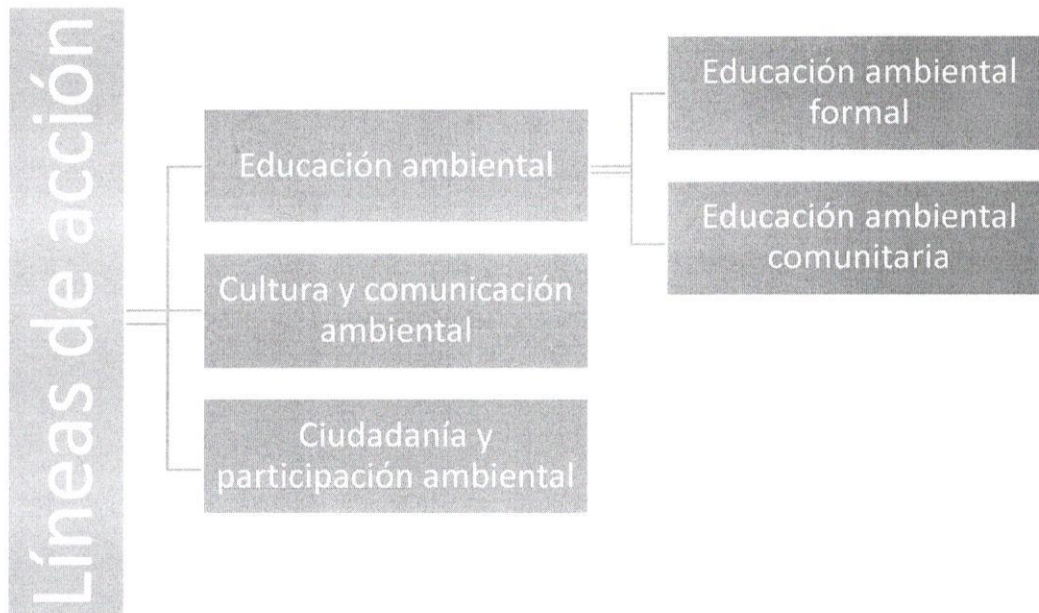 Líneas de acción
Educación ambiental
Cultura y comunicación
ambiental
Ciudadanía y
participación ambiental
Educación ambiental
formal
Educación ambiental
comunitaria